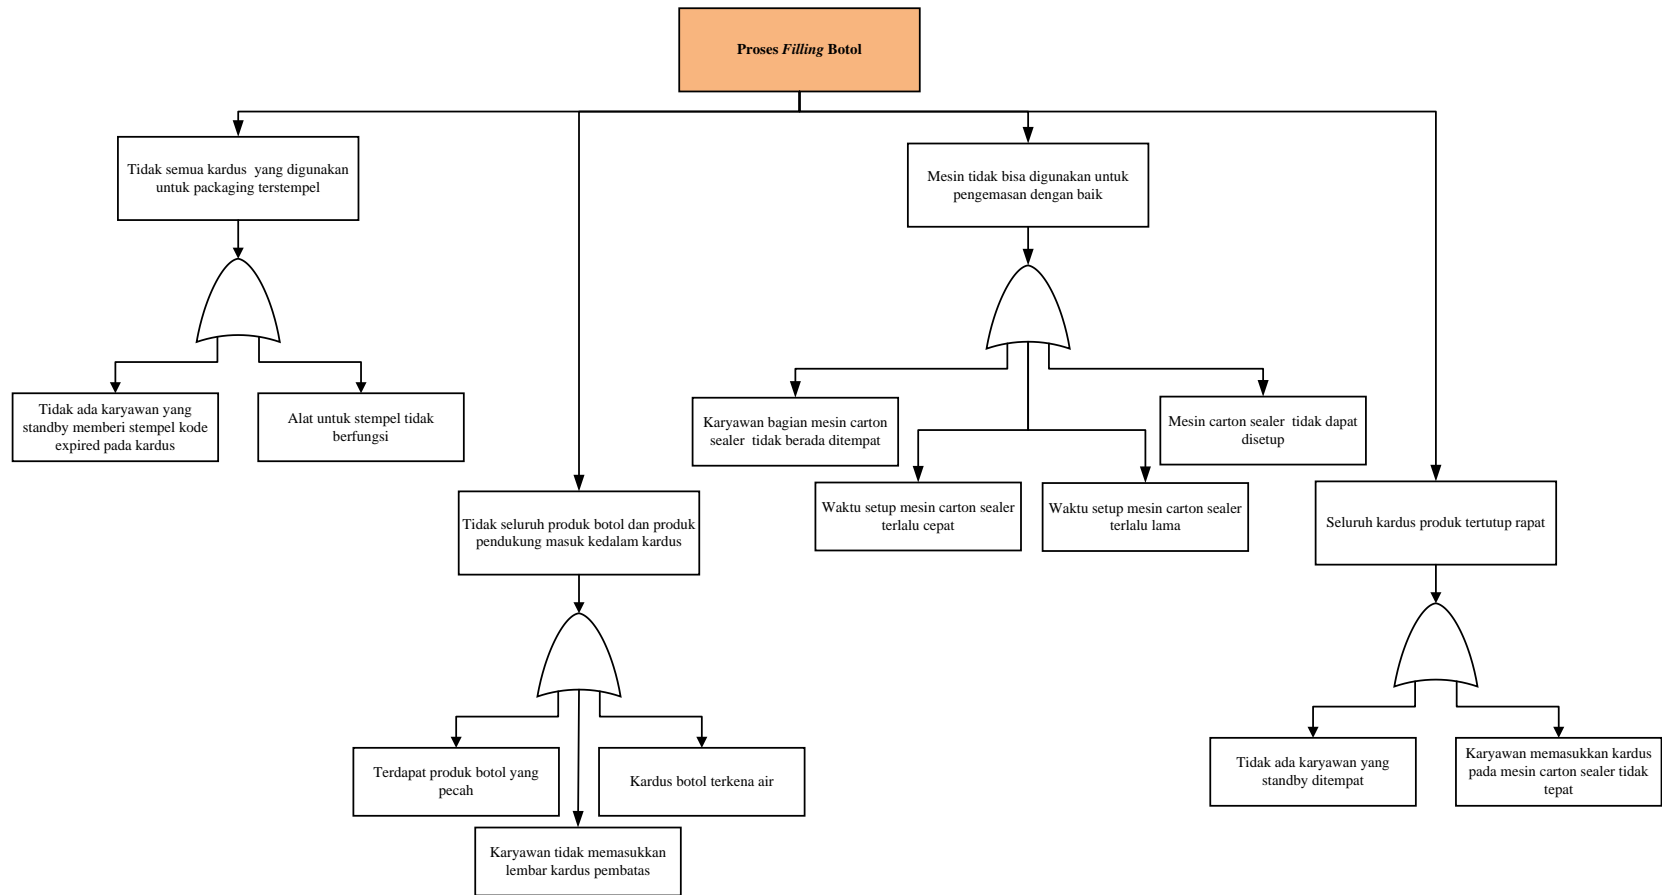 Proses Filling Botol
Tidak semua kardus  yang digunakan
untuk packaging terstempel
Mesin tidak bisa digunakan untuk
pengemasan dengan baik
Tidak ada karyawan yang
standby memberi stempel kode
expired pada kardus
Alat untuk stempel tidak
berfungsi
Karyawan bagian mesin carton
sealer  tidak berada ditempat
Mesin carton sealer  tidak dapat
disetup
Waktu setup mesin carton sealer
terlalu cepat
Waktu setup mesin carton sealer
terlalu lama
Tidak seluruh produk botol dan produk
pendukung masuk kedalam kardus
Seluruh kardus produk tertutup rapat
Terdapat produk botol yang
pecah
Kardus botol terkena air
Karyawan tidak memasukkan
lembar kardus pembatas
Tidak ada karyawan yang
standby ditempat
Karyawan memasukkan kardus
pada mesin carton sealer tidak
tepat